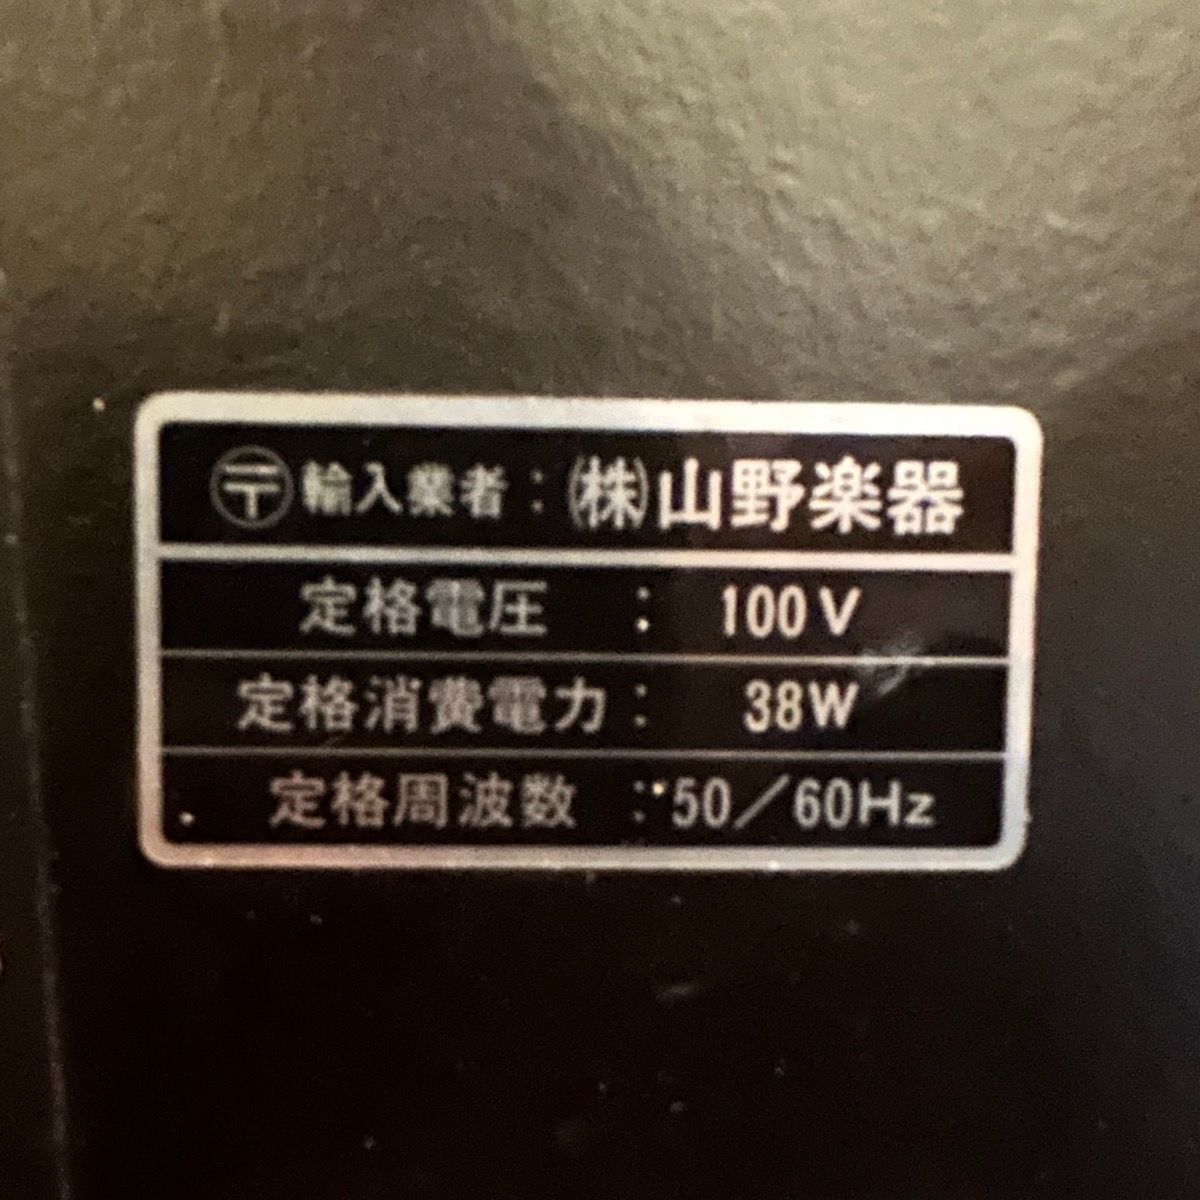 〶輸入業者：㈱山野楽器
定格電圧：100V
定格消費電力：38W
定格周波数：50／60Hz